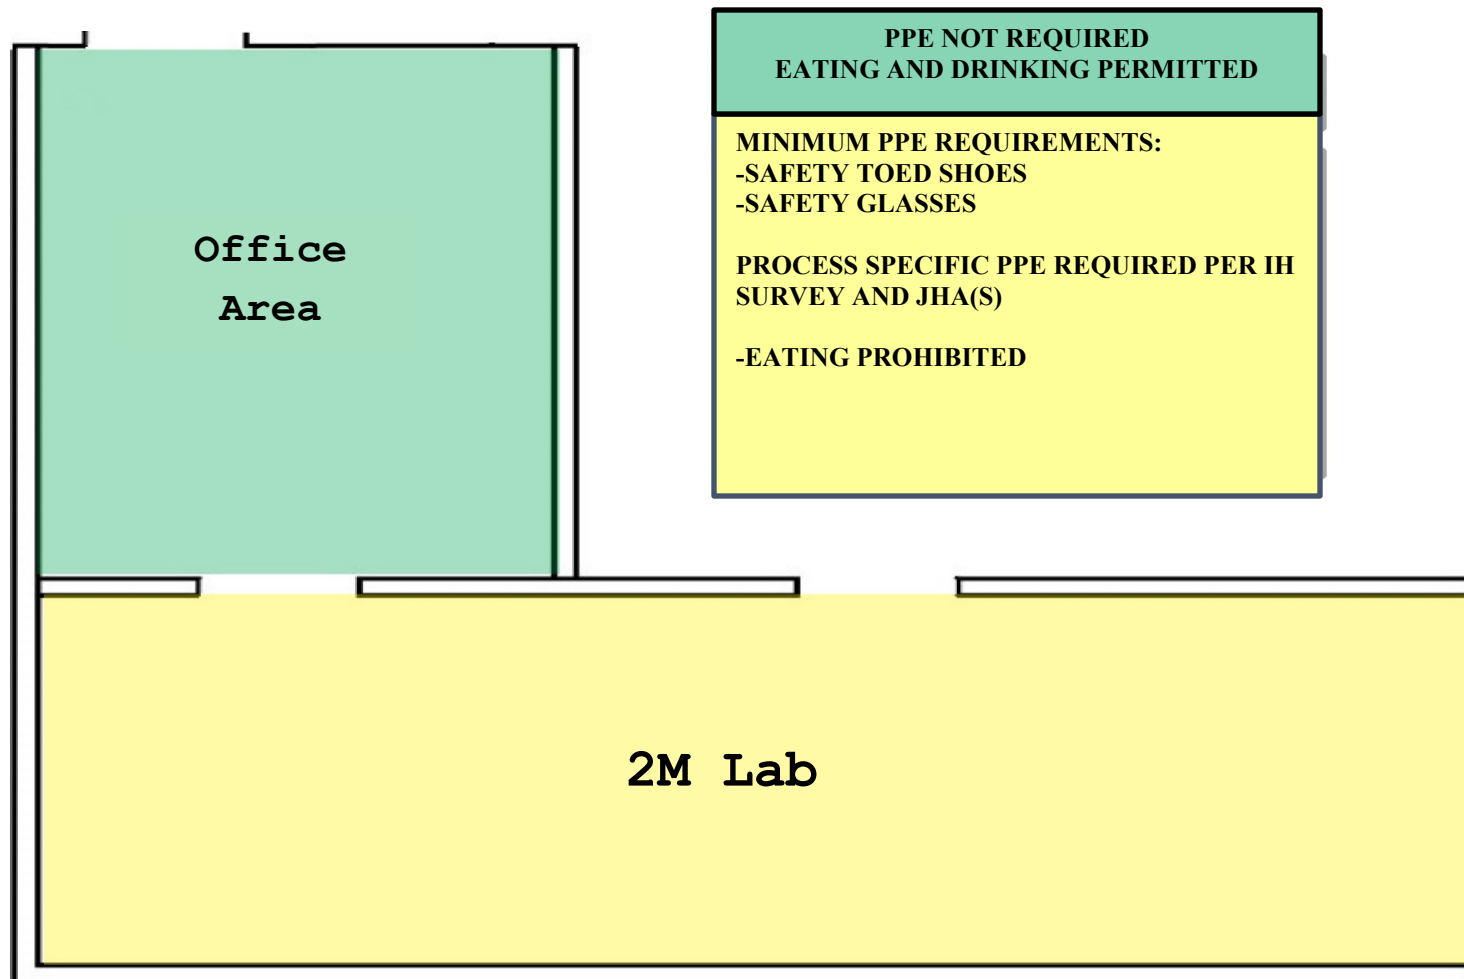 PPE NOT REQUIRED
EATING AND DRINKING PERMITTED
MINIMUM PPE REQUIREMENTS:
-SAFETY TOED SHOES
-SAFETY GLASSES
PROCESS SPECIFIC PPE REQUIRED PER IH
SURVEY AND JHA(S)
-EATING PROHIBITED
Office
Area
2M Lab